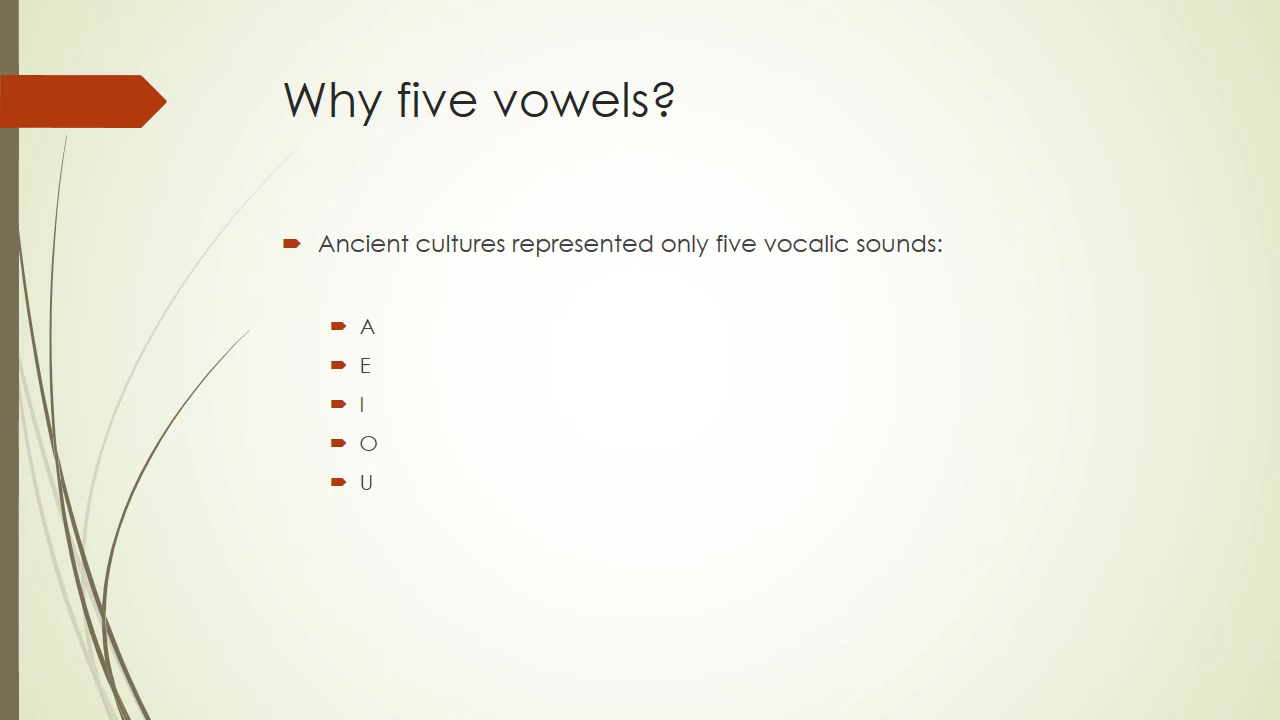 Why five vowels?
Ancient cultures represented only five vocalic sounds:
A
E
I
O
U